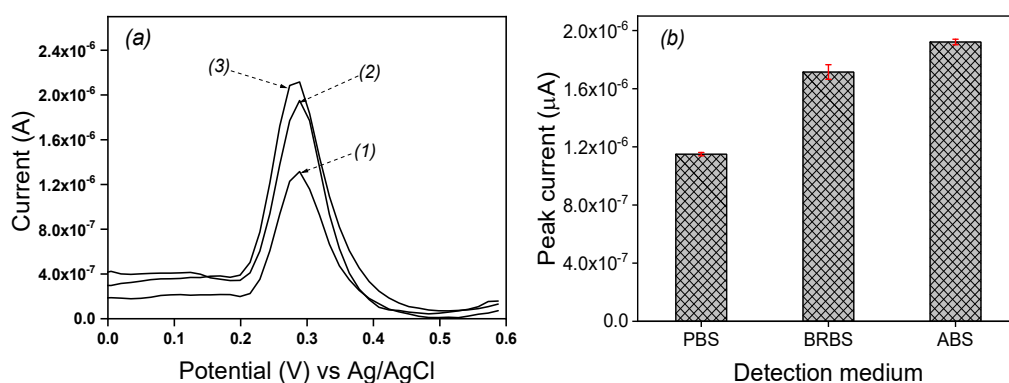 (a)
(3)
(2)
(1)
2.4x10⁻⁶
2.0x10⁻⁶
1.6x10⁻⁶
1.2x10⁻⁶
8.0x10⁻⁷
4.0x10⁻⁷
0.0
Current (A)
0.0 0.1 0.2 0.3 0.4 0.5 0.6
Potential (V) vs Ag/AgCl
(b)
2.0x10⁻⁶
1.6x10⁻⁶
1.2x10⁻⁶
8.0x10⁻⁷
4.0x10⁻⁷
0.0
Peak current (μA)
PBS BRBS ABS
Detection medium